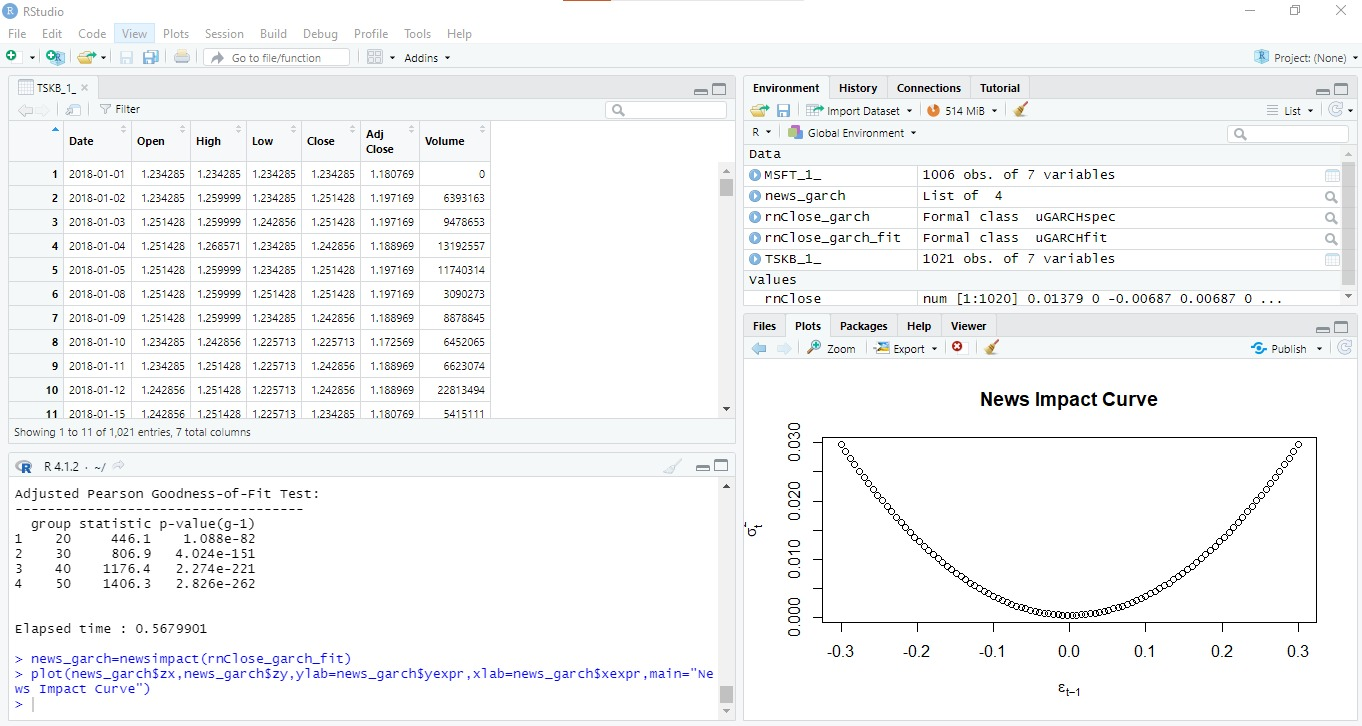 RStudio
File Edit Code View Plots Session Build Debug Profile Tools Help
Go to file/function Addins Project: (None)
TSKB_1_
Filter
Date Open High Low Close Adj Close Volume
1 2018-01-01 1.234285 1.234285 1.234285 1.234285 1.180769 0
2 2018-01-02 1.234285 1.259999 1.234285 1.251428 1.197169 6393163
3 2018-01-03 1.251428 1.259999 1.242856 1.251428 1.197169 9478653
4 2018-01-04 1.251428 1.268571 1.234285 1.242856 1.188969 13192557
5 2018-01-05 1.251428 1.259999 1.234285 1.251428 1.197169 11740314
6 2018-01-08 1.251428 1.259999 1.251428 1.251428 1.197169 3090273
7 2018-01-09 1.251428 1.259999 1.234285 1.242856 1.188969 8878845
8 2018-01-10 1.234285 1.242856 1.225713 1.225713 1.172569 6452065
9 2018-01-11 1.234285 1.251428 1.225713 1.242856 1.188969 6623074
10 2018-01-12 1.242856 1.251428 1.225713 1.242856 1.188969 22813494
11 2018-01-15 1.242856 1.251428 1.225713 1.234285 1.180769 5415111
Showing 1 to 11 of 1,021 entries, 7 total columns
R R 4.1.2 · ~/
Adjusted Pearson Goodness-of-Fit Test:
------------------------------------
group statistic p-value(g-1)
1 20 446.1 1.088e-82
2 30 806.9 4.024e-151
3 40 1176.4 2.274e-221
4 50 1406.3 2.826e-262
Elapsed time : 0.5679901
> news_garch=newsimpact(rnClose_garch_fit)
> plot(news_garch$zx,news_garch$zy,ylab=news_garch$yexpr,xlab=news_garch$xexpr,main="Ne
ws Impact Curve")
>
Environment History Connections Tutorial
Import Dataset 514 MiB List
R Global Environment
Data
MSFT_1_ 1006 obs. of 7 variables
news_garch List of 4
rnClose_garch Formal class uGARCHspec
rnClose_garch_fit Formal class uGARCHfit
TSKB_1_ 1021 obs. of 7 variables
Values
rnClose num [1:1020] 0.01379 0 -0.00687 0.00687 0 ...
Files Plots Packages Help Viewer
Zoom Export Publish
News Impact Curve
0.030
0.020
0.010
0.000
-0.3 -0.2 -0.1 0.0 0.1 0.2 0.3
εt−1